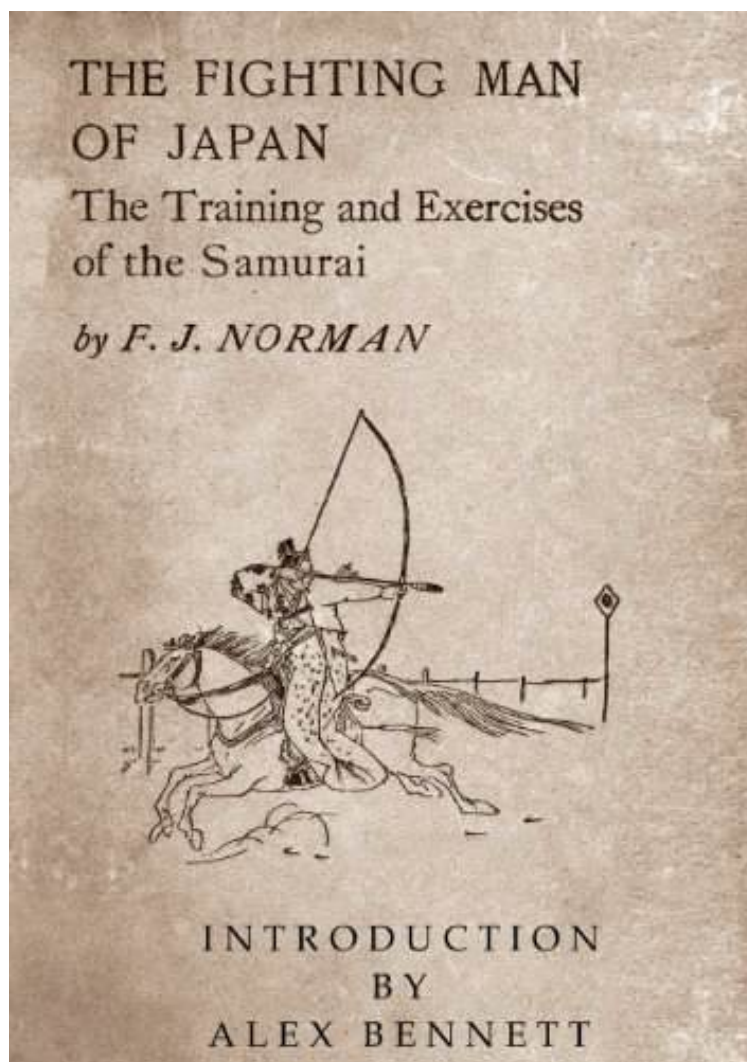 THE FIGHTING MAN
OF JAPAN
The Training and Exercises
of the Samurai
by F. J. NORMAN
INTRODUCTION
BY
ALEX BENNETT